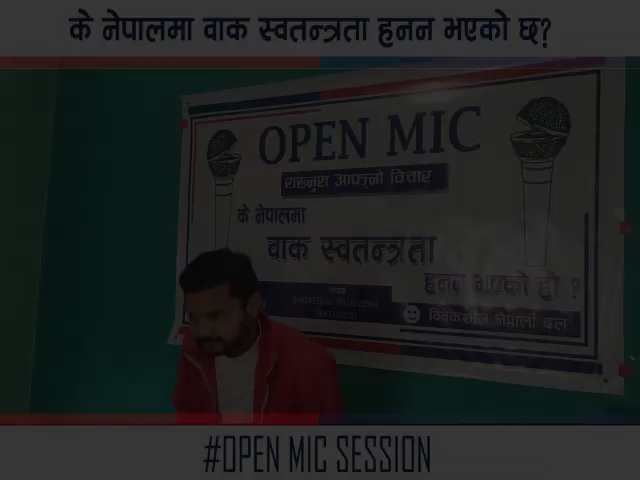 के नेपालमा वाक स्वतन्त्रता हनन भएको छ?
OPEN MIC
राख्नुस आफ्नो विचार
के नेपालमा
वाक स्वतन्त्रता
हनन भएको हो ?
विवेकशील नेपाली दल
#OPEN MIC SESSION